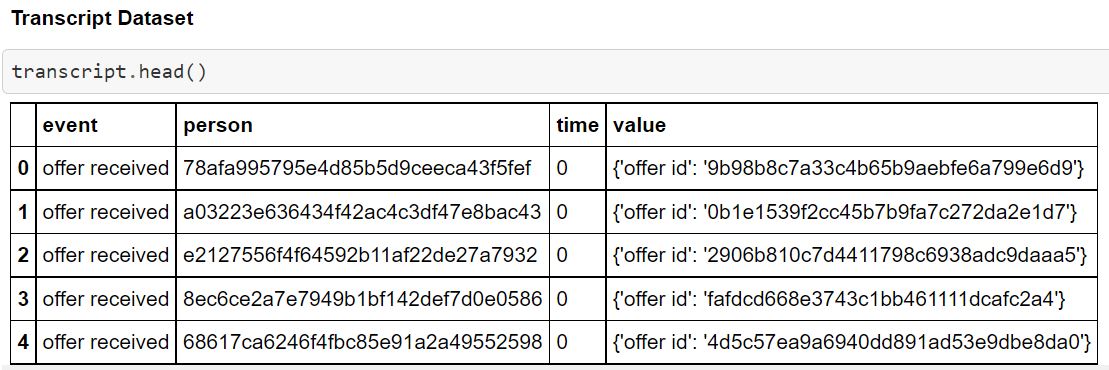 Transcript Dataset
transcript.head()
event person time value
0 offer received 78afa995795e4d85b5d9ceeca43f5fef 0 {'offer id': '9b98b8c7a33c4b65b9aebfe6a799e6d9'}
1 offer received a03223e636434f42ac4c3df47e8bac43 0 {'offer id': '0b1e1539f2cc45b7b9fa7c272da2e1d7'}
2 offer received e2127556f4f64592b11af22de27a7932 0 {'offer id': '2906b810c7d4411798c6938adc9daaa5'}
3 offer received 8ec6ce2a7e7949b1bf142def7d0e0586 0 {'offer id': 'fafdcd668e3743c1bb461111dcafc2a4'}
4 offer received 68617ca6246f4fbc85e91a2a49552598 0 {'offer id': '4d5c57ea9a6940dd891ad53e9dbe8da0'}